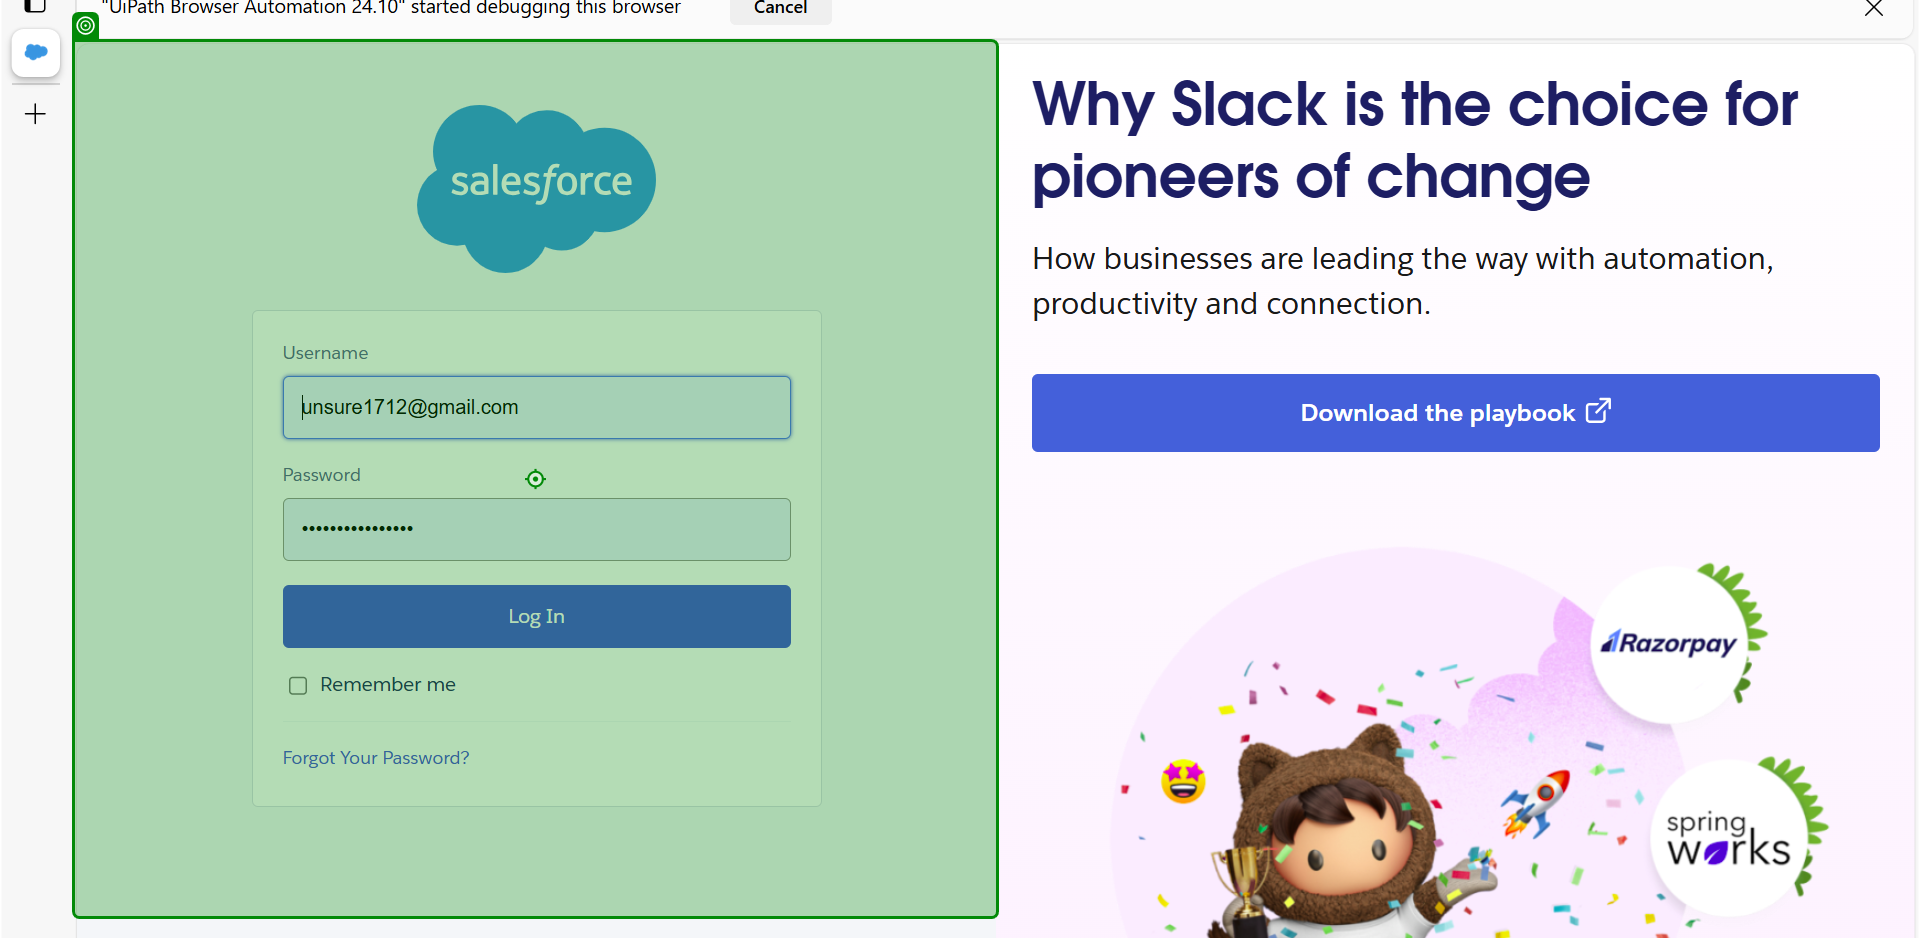 "UiPath Browser Automation 24.10" started debugging this browser
Cancel
salesforce
Username
unsure1712@gmail.com
Password
••••••••••••••••
Log In
Remember me
Forgot Your Password?
Why Slack is the choice for
pioneers of change
How businesses are leading the way with automation,
productivity and connection.
Download the playbook
Razorpay
spring
works